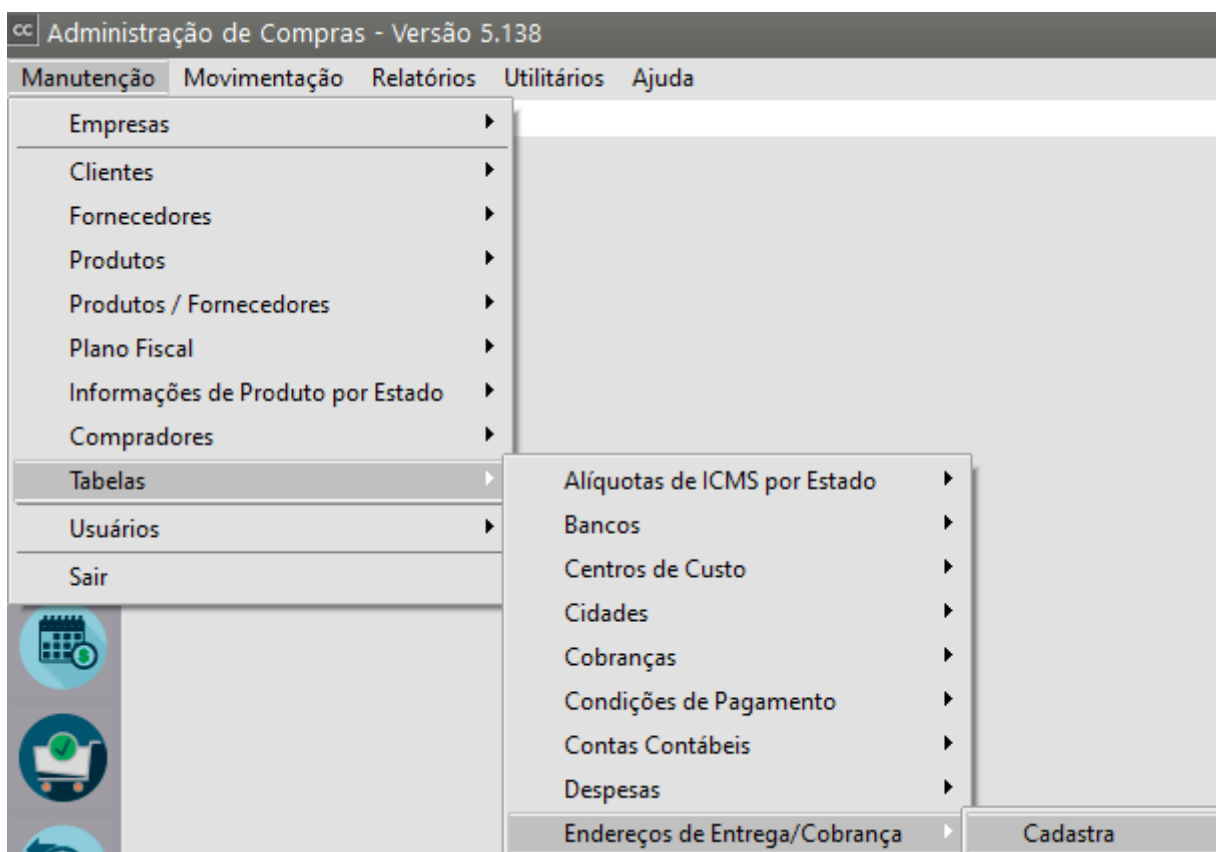 cc Administração de Compras - Versão 5.138
Manutenção Movimentação Relatórios Utilitários Ajuda
Empresas
Clientes
Fornecedores
Produtos
Produtos / Fornecedores
Plano Fiscal
Informações de Produto por Estado
Compradores
Tabelas
Usuários
Sair
Alíquotas de ICMS por Estado
Bancos
Centros de Custo
Cidades
Cobranças
Condições de Pagamento
Contas Contábeis
Despesas
Endereços de Entrega/Cobrança
Cadastra